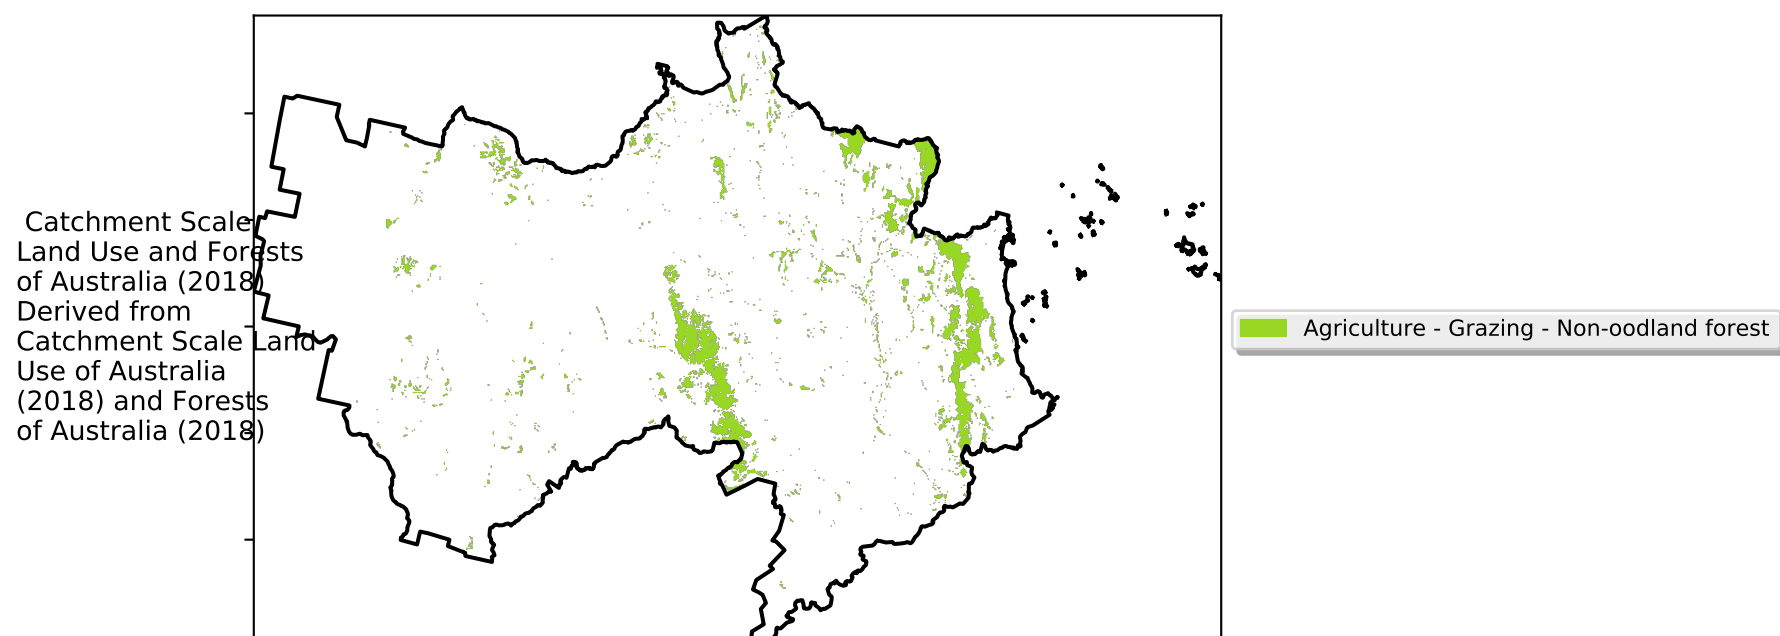 Catchment Scale
Land Use and Forests
of Australia (2018)
Derived from
Catchment Scale Land
Use of Australia
(2018) and Forests
of Australia (2018)
Agriculture - Grazing - Non-oodland forest